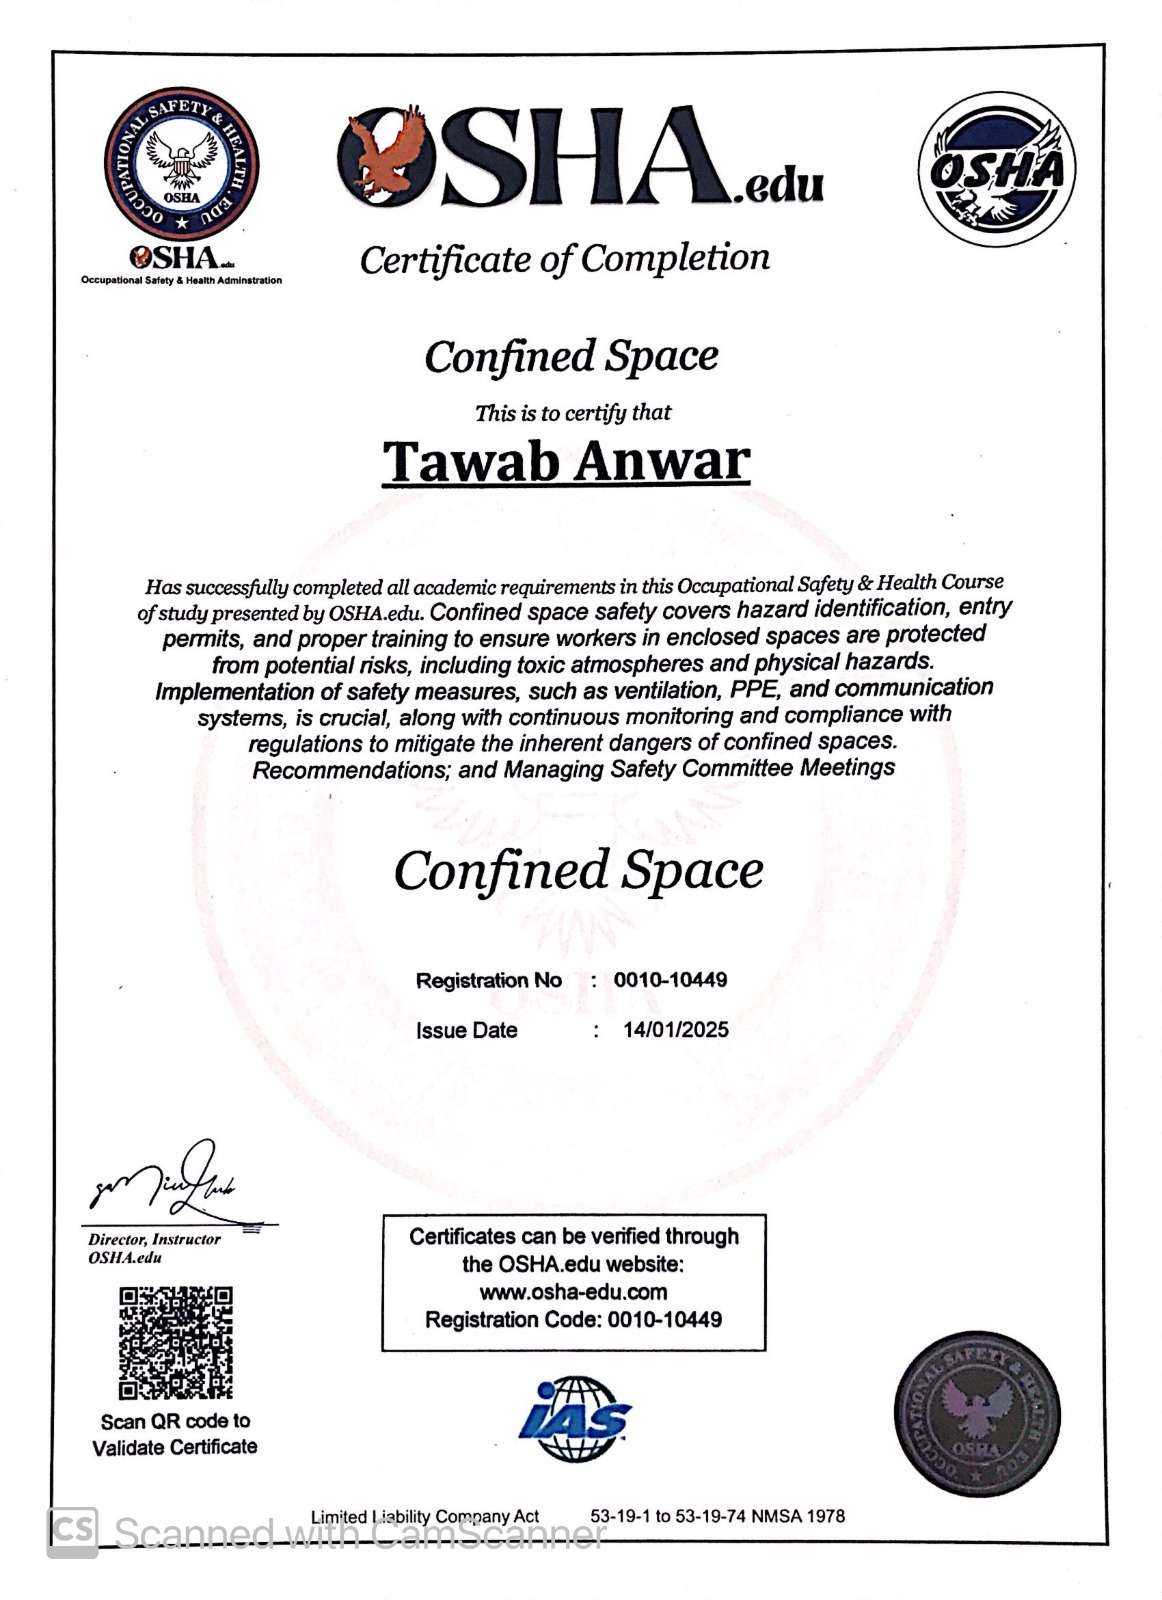 OCCUPATIONAL SAFETY & HEALTH . EDU
OSHA
OSHA.edu
Occupational Safety & Health Adminstration
OSHA.edu
OSHA
Certificate of Completion
Confined Space
This is to certify that
Tawab Anwar
Has successfully completed all academic requirements in this Occupational Safety & Health Course
of study presented by OSHA.edu. Confined space safety covers hazard identification, entry
permits, and proper training to ensure workers in enclosed spaces are protected
from potential risks, including toxic atmospheres and physical hazards.
Implementation of safety measures, such as ventilation, PPE, and communication
systems, is crucial, along with continuous monitoring and compliance with
regulations to mitigate the inherent dangers of confined spaces.
Recommendations; and Managing Safety Committee Meetings
Confined Space
OSHA
Registration No : 0010-10449
Issue Date : 14/01/2025
Director, Instructor
OSHA.edu
Scan QR code to
Validate Certificate
Certificates can be verified through
the OSHA.edu website:
www.osha-edu.com
Registration Code: 0010-10449
IAS
OCCUPATIONAL SAFETY & HEALTH . EDU
OSHA
Limited Liability Company Act 53-19-1 to 53-19-74 NMSA 1978
CS Scanned with CamScanner